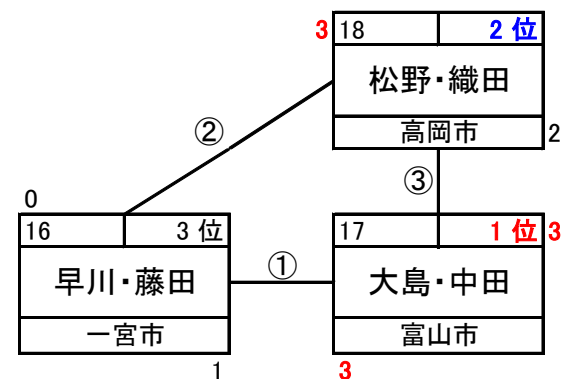 3 18 2 位
松野・織田
高岡市 2
②
③
0
16 3 位
早川・藤田
一宮市
1
①
17 1 位 3
大島・中田
富山市
3